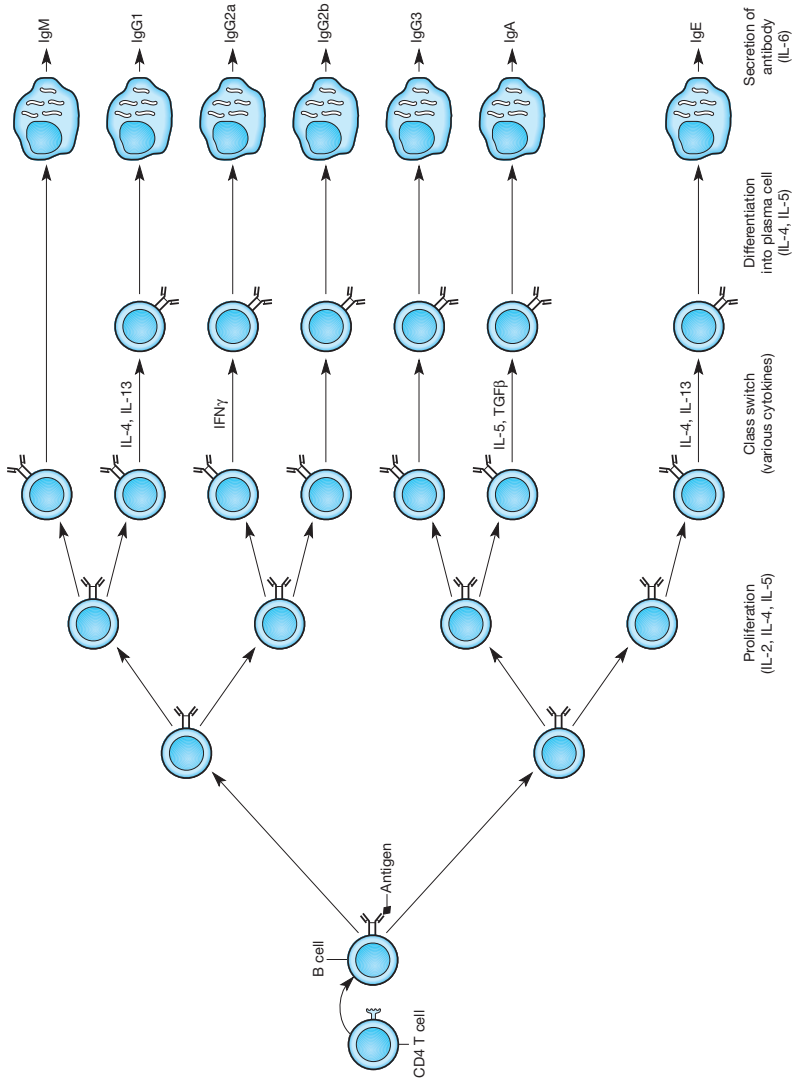 IgM
IgG1
IgG2a
IgG2b
IgG3
IgA
IgE
IL-4, IL-13
IFNγ
IL-5, TGFβ
IL-4, IL-13
B cell
Antigen
CD4 T cell
Proliferation
(IL-2, IL-4, IL-5)
Class switch
(various cytokines)
Differentiation
into plasma cell
(IL-4, IL-5)
Secretion of
antibody
(IL-6)